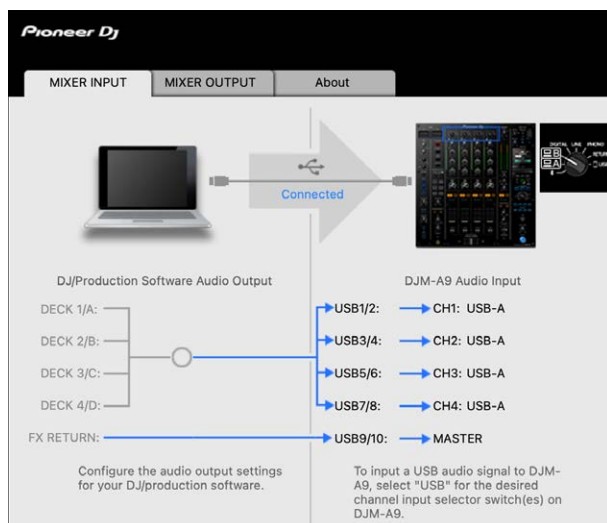 Pioneer Dj
MIXER INPUT MIXER OUTPUT About
DIGITAL LINE PHONO
B
A
Connected
DJ/Production Software Audio Output DJM-A9 Audio Input
DECK 1/A: USB1/2: CH1: USB-A
DECK 2/B: USB3/4: CH2: USB-A
DECK 3/C: USB5/6: CH3: USB-A
DECK 4/D: USB7/8: CH4: USB-A
FX RETURN: USB9/10: MASTER
Configure the audio output settings
for your DJ/production software.
To input a USB audio signal to DJM-
A9, select "USB" for the desired
channel input selector switch(es) on
DJM-A9.